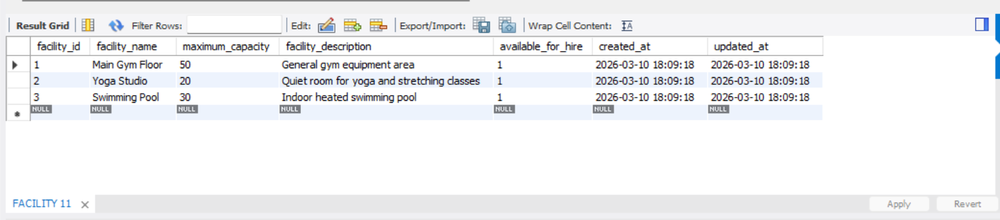 Result Grid Filter Rows: Edit: Export/Import: Wrap Cell Content: IA
facility_id facility_name maximum_capacity facility_description available_for_hire created_at updated_at
1 Main Gym Floor 50 General gym equipment area 1 2026-03-10 18:09:18 2026-03-10 18:09:18
2 Yoga Studio 20 Quiet room for yoga and stretching classes 1 2026-03-10 18:09:18 2026-03-10 18:09:18
3 Swimming Pool 30 Indoor heated swimming pool 1 2026-03-10 18:09:18 2026-03-10 18:09:18
NULL NULL NULL NULL NULL NULL NULL
FACILITY 11 Apply Revert